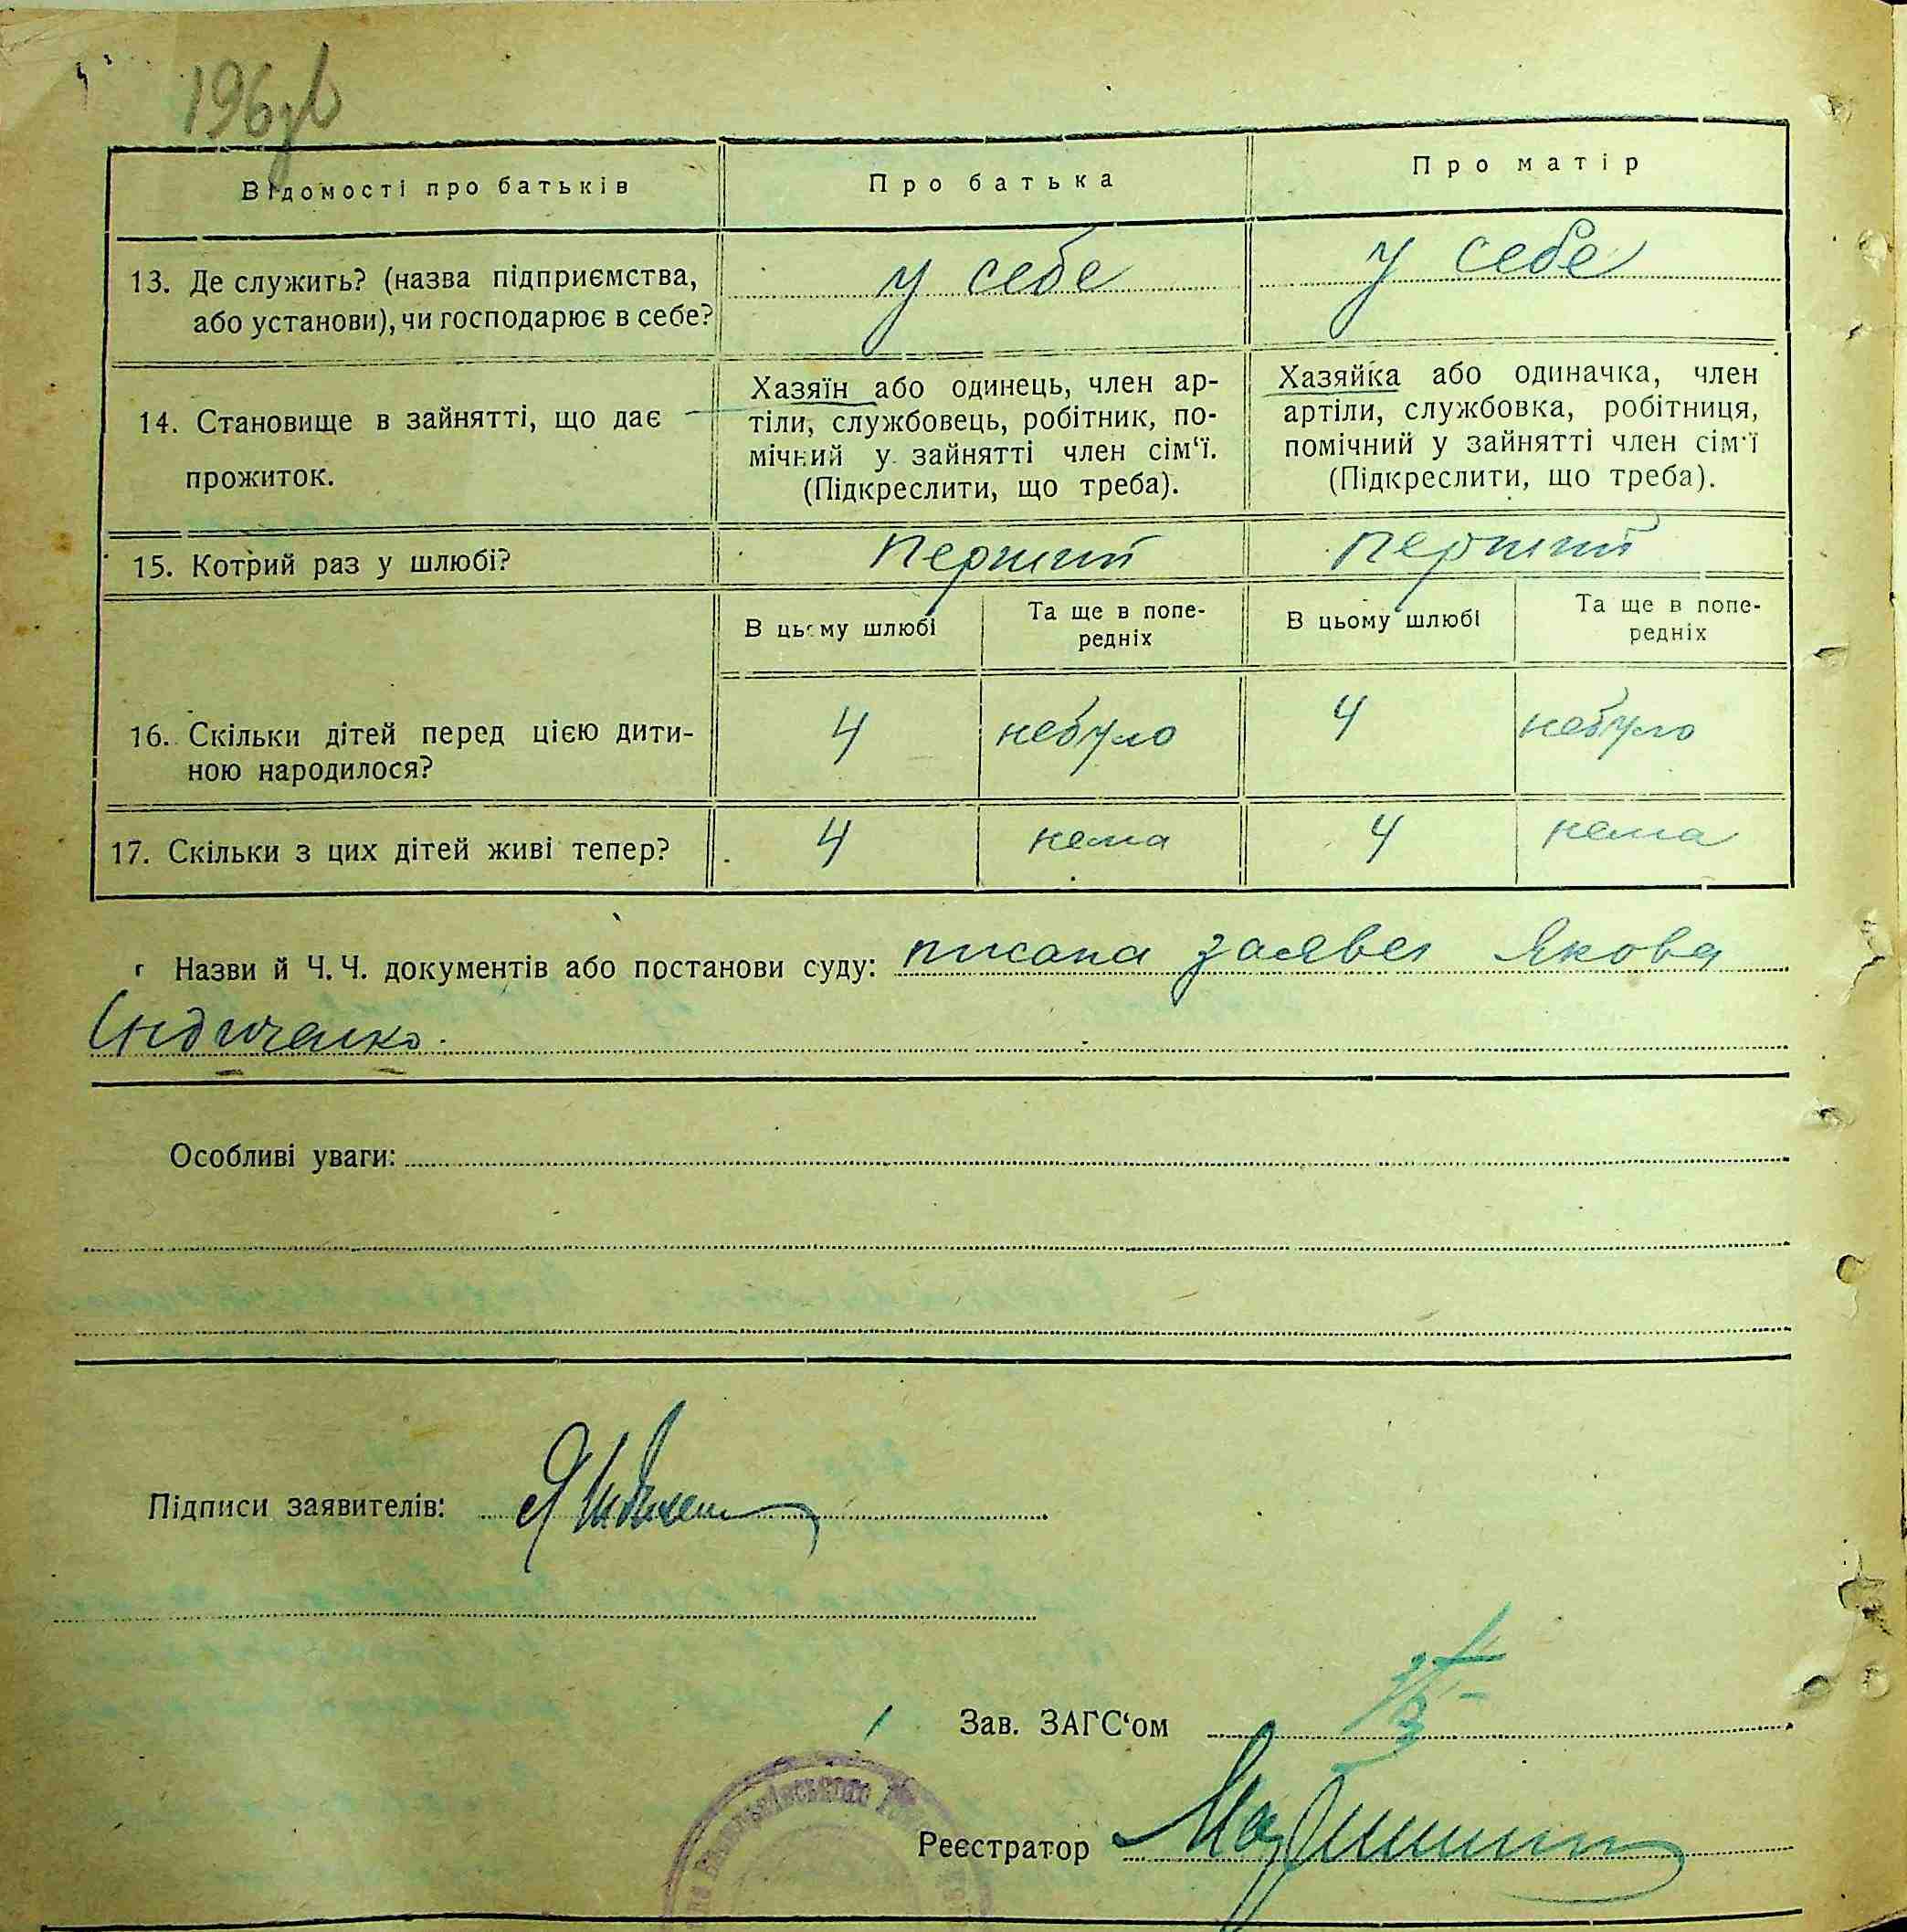 196зв
Відомості про батьків
Про батька
Про матір
13. Де служить? (назва підприємства,
або установи), чи господарює в себе?
у себе
у себе
14. Становище в зайнятті, що дає
прожиток.
Хазяїн або одинець, член ар-
тіли, службовець, робітник, по-
мічний у зайнятті член сім‘ї.
(Підкреслити, що треба).
Хазяйка або одиначка, член
артіли, службовка, робітниця,
помічний у зайнятті член сім‘ї
(Підкреслити, що треба).
15. Котрий раз у шлюбі?
перший
перший
В цьому шлюбі
Та ще в попе-
редніх
В цьому шлюбі
Та ще в попе-
редніх
16. Скільки дітей перед цією дити-
ною народилося?
4
небуло
4
небуло
17. Скільки з цих дітей живі тепер?
4
нема
4
нема
Назви й Ч. Ч. документів або постанови суду: писана заява Якова
Індиченко.
Особливі уваги:
Підписи заявителів:
Зав. ЗАГС‘ом
Реєстратор